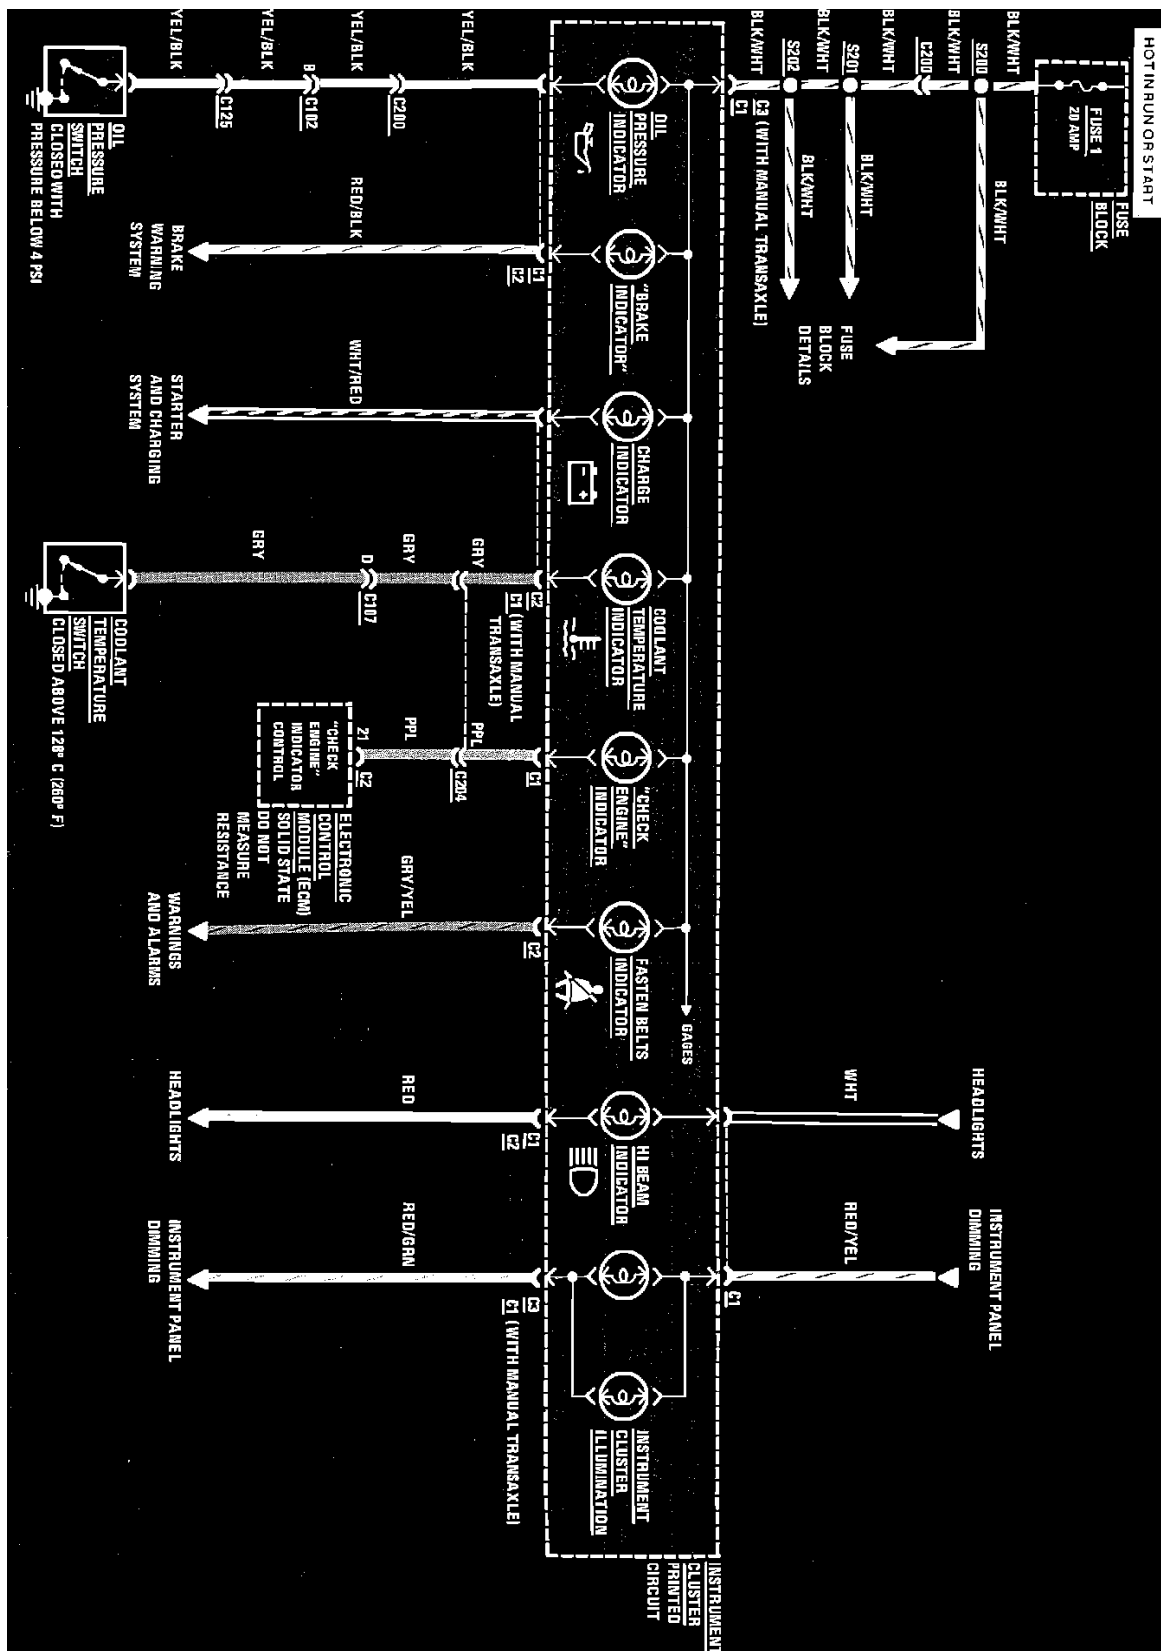 HOT IN RUN OR START
FUSE
BLOCK
FUSE 1
20 AMP
BLK/WHT
S200
BLK/WHT
BLK/WHT
C200
BLK/WHT
S201
BLK/WHT
BLK/WHT
S202
BLK/WHT
BLK/WHT
FUSE
BLOCK
DETAILS
C3 (WITH MANUAL TRANSAXLE)
C1
HEADLIGHTS
WHT
INSTRUMENT PANEL
DIMMING
RED/YEL
C1
INSTRUMENT
CLUSTER
PRINTED
CIRCUIT
GAGES
OIL
PRESSURE
INDICATOR
"BRAKE
INDICATOR"
CHARGE
INDICATOR
COOLANT
TEMPERATURE
INDICATOR
"CHECK
ENGINE"
INDICATOR
FASTEN BELTS
INDICATOR
HI BEAM
INDICATOR
INSTRUMENT
CLUSTER
ILLUMINATION
YEL/BLK
C200
YEL/BLK
B
C102
YEL/BLK
C125
YEL/BLK
OIL
PRESSURE
SWITCH
CLOSED WITH
PRESSURE BELOW 4 PSI
C1
C2
RED/BLK
BRAKE
WARNING
SYSTEM
WHT/RED
STARTER
AND CHARGING
SYSTEM
C2
C1 (WITH MANUAL
TRANSAXLE)
GRY
GRY
D
C107
GRY
COOLANT
TEMPERATURE
SWITCH
CLOSED ABOVE 128° C (260° F)
C1
PPL
C204
PPL
21
C2
"CHECK
ENGINE"
INDICATOR
CONTROL
ELECTRONIC
CONTROL
MODULE (ECM)
SOLID STATE
DO NOT
MEASURE
RESISTANCE
C2
GRY/YEL
WARNINGS
AND ALARMS
C1
C2
RED
HEADLIGHTS
C3
C1 (WITH MANUAL TRANSAXLE)
RED/GRN
INSTRUMENT PANEL
DIMMING